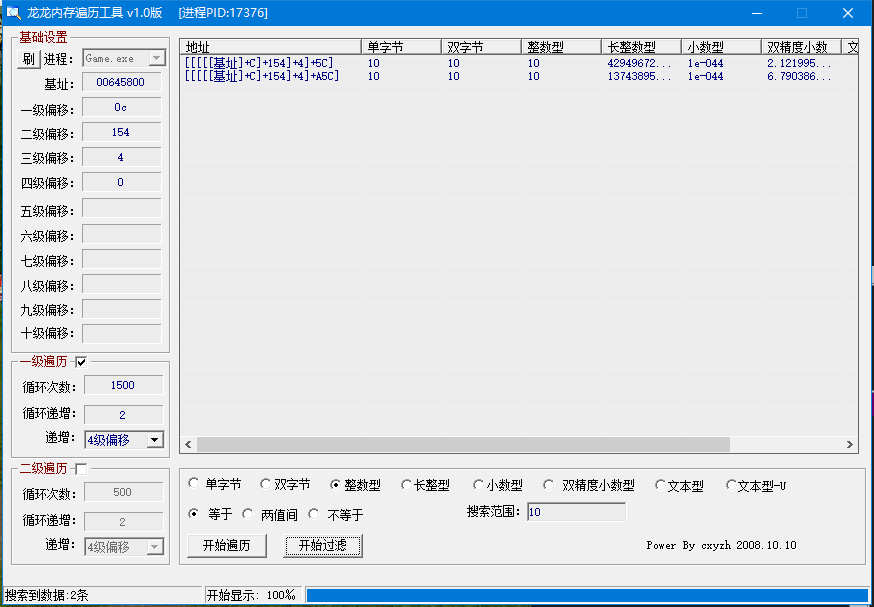 龙龙内存遍历工具 v1.0版 [进程PID:17376]
基础设置
刷 进程: Game.exe
基址: 00645800
一级偏移: 0c
二级偏移: 154
三级偏移: 4
四级偏移: 0
五级偏移:
六级偏移:
七级偏移:
八级偏移:
九级偏移:
十级偏移:
一级遍历
循环次数: 1500
循环递增: 2
递增: 4级偏移
二级遍历
循环次数: 500
循环递增: 2
递增: 4级偏移
地址 单字节 双字节 整数型 长整数型 小数型 双精度小数 文
[[[[[基址]+C]+154]+4]+5C] 10 10 10 42949672... 1e-044 2.121995...
[[[[[基址]+C]+154]+4]+A5C] 10 10 10 13743895... 1e-044 6.790386...
单字节 双字节 整数型 长整型 小数型 双精度小数型 文本型 文本型-U
等于 两值间 不等于 搜索范围: 10
开始遍历 开始过滤
Power By cxyzh 2008.10.10
搜索到数据:2条 开始显示: 100%